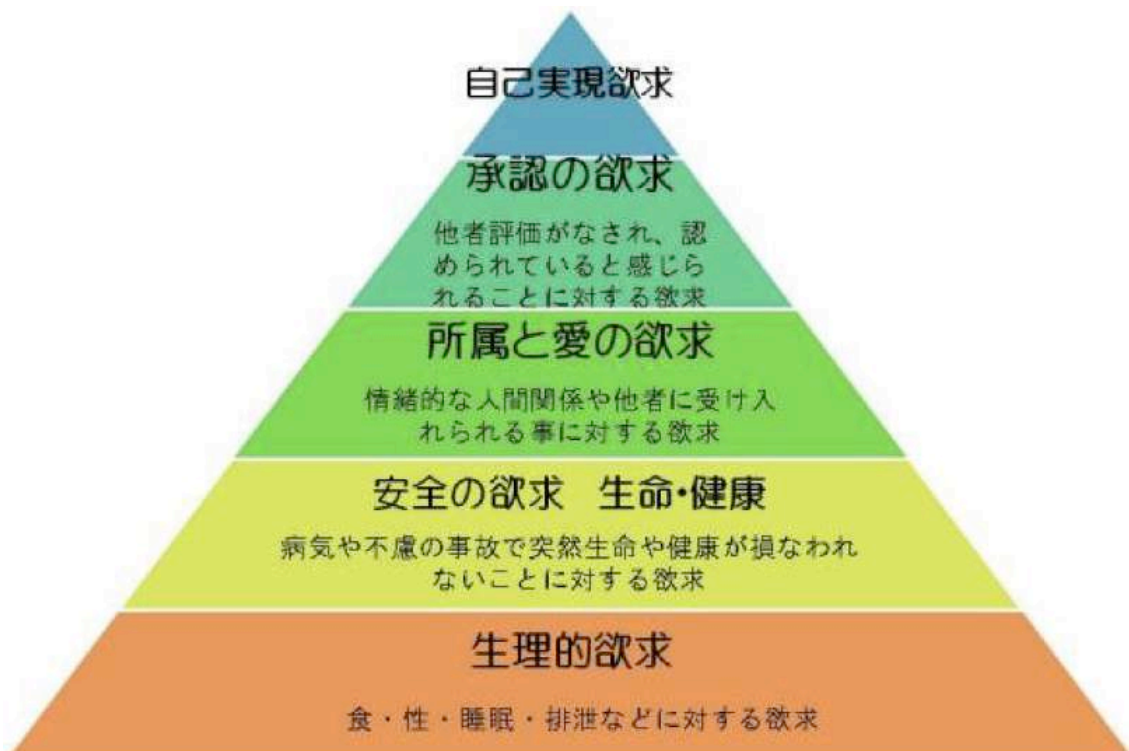 自己実現欲求
承認の欲求
他者評価がなされ、認
められていると感じら
れることに対する欲求
所属と愛の欲求
情緒的な人間関係や他者に受け入
れられる事に対する欲求
安全の欲求 生命・健康
病気や不慮の事故で突然生命や健康が損なわれ
ないことに対する欲求
生理的欲求
食・性・睡眠・排泄などに対する欲求